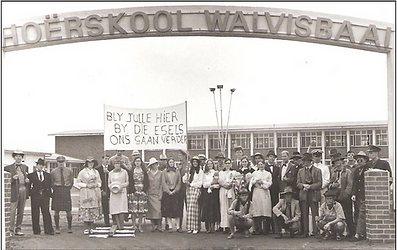 HOËRSKOOL WALVISBAAI
BLY JULLE HIER
BY DIE ESELS
ONS GAAN VERDER